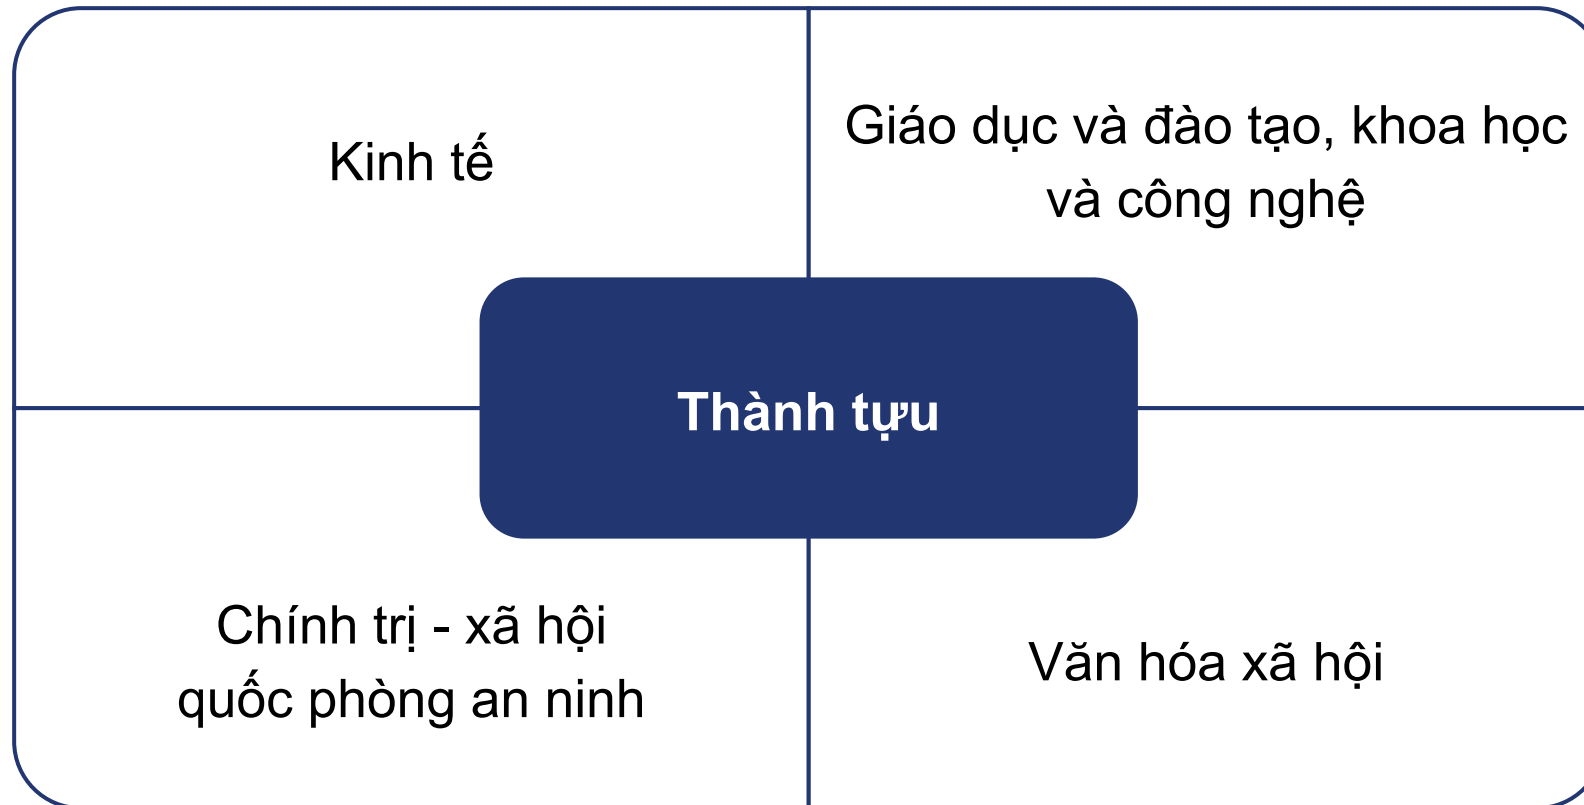 Kinh tế
Giáo dục và đào tạo, khoa học
và công nghệ
Thành tựu
Chính trị - xã hội
quốc phòng an ninh
Văn hóa xã hội